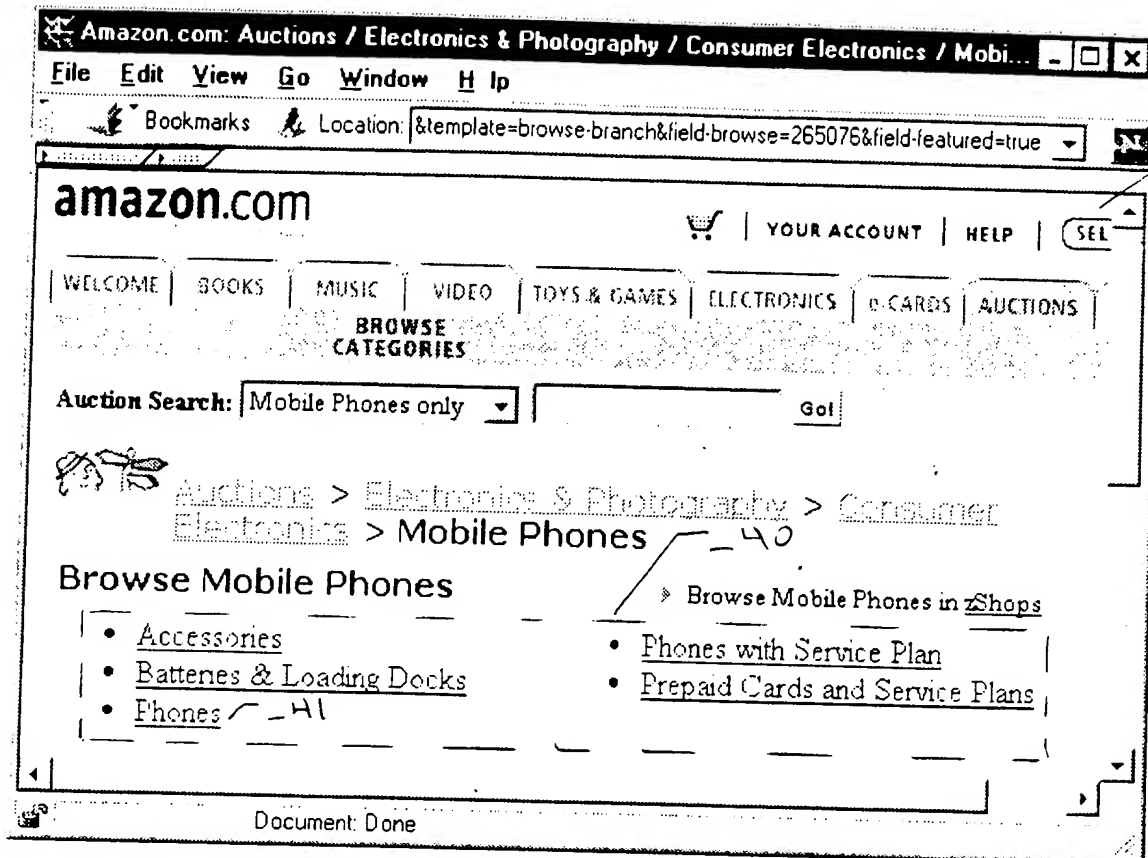 Amazon.com: Auctions / Electronics & Photography / Consumer Electronics / Mobi...
File Edit View Go Window H lp
Bookmarks Location: &template=browse-branch&field-browse=265076&field-featured=true N
amazon.com
YOUR ACCOUNT | HELP | SEL
WELCOME BOOKS MUSIC VIDEO TOYS & GAMES ELECTRONICS e-CARDS AUCTIONS
BROWSE
CATEGORIES
Auction Search: Mobile Phones only Go!
Auctions > Electronics & Photography > Consumer
Electronics > Mobile Phones 40
Browse Mobile Phones
Browse Mobile Phones in zShops
• Accessories
• Batteries & Loading Docks
• Phones 41
• Phones with Service Plan
• Prepaid Cards and Service Plans
Document: Done